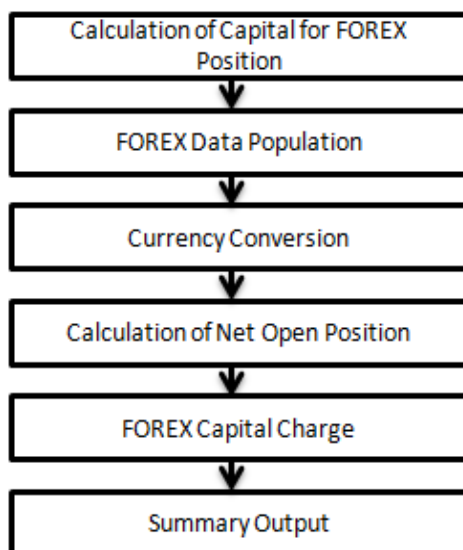 Calculation of Capital for FOREX
Position
FOREX Data Population
Currency Conversion
Calculation of Net Open Position
FOREX Capital Charge
Summary Output